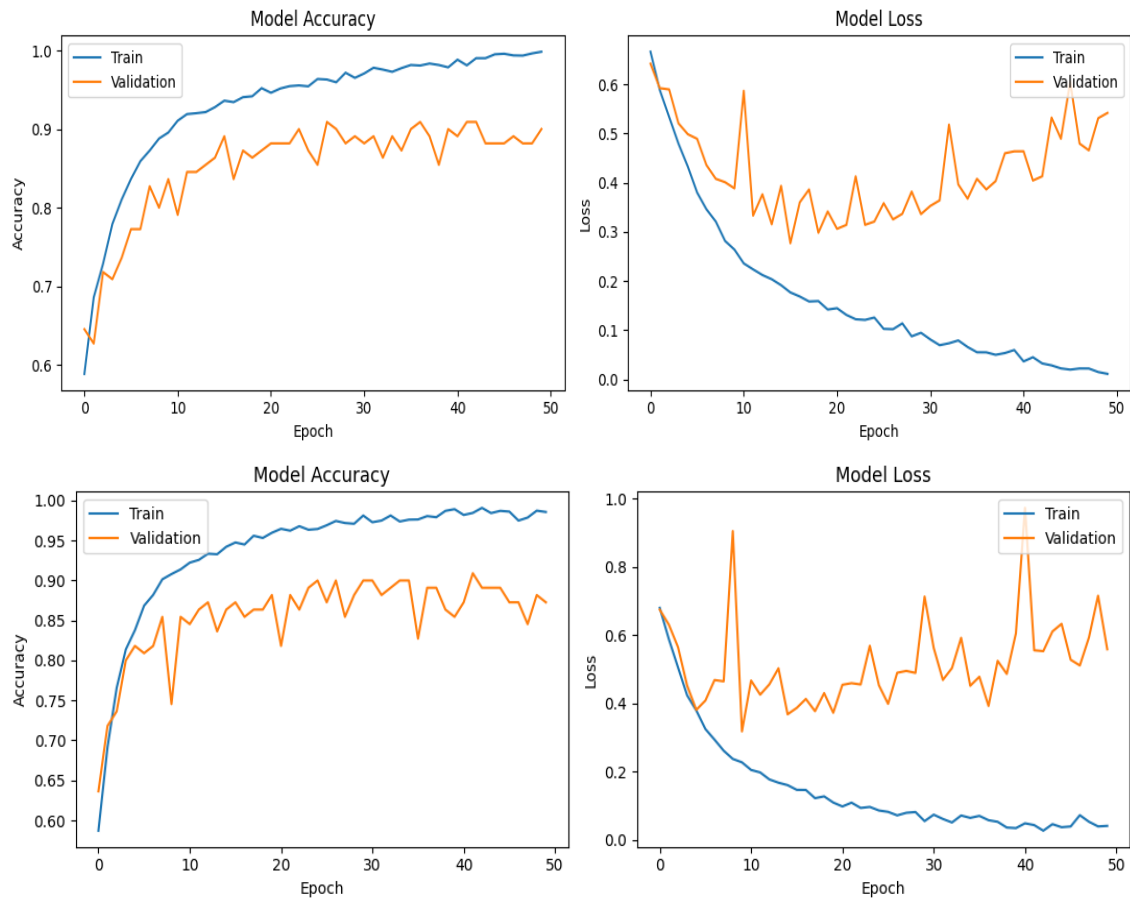 Model Accuracy
Model Loss
1.0
0.9
0.8
0.7
0.6
Accuracy
Train
Validation
0 10 20 30 40 50
Epoch
0.6
0.5
0.4
0.3
0.2
0.1
0.0
Loss
Train
Validation
0 10 20 30 40 50
Epoch
Model Accuracy
Model Loss
1.00
0.95
0.90
0.85
0.80
0.75
0.70
0.65
0.60
Accuracy
Train
Validation
0 10 20 30 40 50
Epoch
1.0
0.8
0.6
0.4
0.2
0.0
Loss
Train
Validation
0 10 20 30 40 50
Epoch